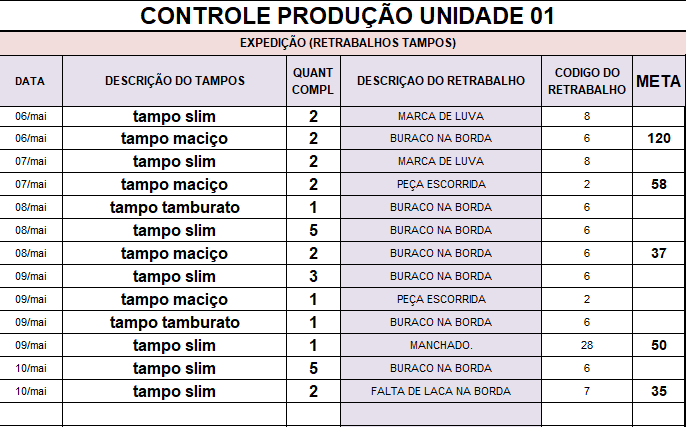 CONTROLE PRODUÇÃO UNIDADE 01
EXPEDIÇÃO (RETRABALHOS TAMPOS)
DATA DESCRIÇÃO DO TAMPOS QUANT COMPL DESCRIÇAO DO RETRABALHO CODIGO DO RETRABALHO META
06/mai tampo slim 2 MARCA DE LUVA 8
06/mai tampo maciço 2 BURACO NA BORDA 6 120
07/mai tampo slim 2 MARCA DE LUVA 8
07/mai tampo maciço 2 PEÇA ESCORRIDA 2 58
08/mai tampo tamburato 1 BURACO NA BORDA 6
08/mai tampo slim 5 BURACO NA BORDA 6
08/mai tampo maciço 2 BURACO NA BORDA 6 37
09/mai tampo slim 3 BURACO NA BORDA 6
09/mai tampo maciço 1 PEÇA ESCORRIDA 2
09/mai tampo tamburato 1 BURACO NA BORDA 6
09/mai tampo slim 1 MANCHADO. 28 50
10/mai tampo slim 5 BURACO NA BORDA 6
10/mai tampo slim 2 FALTA DE LACA NA BORDA 7 35